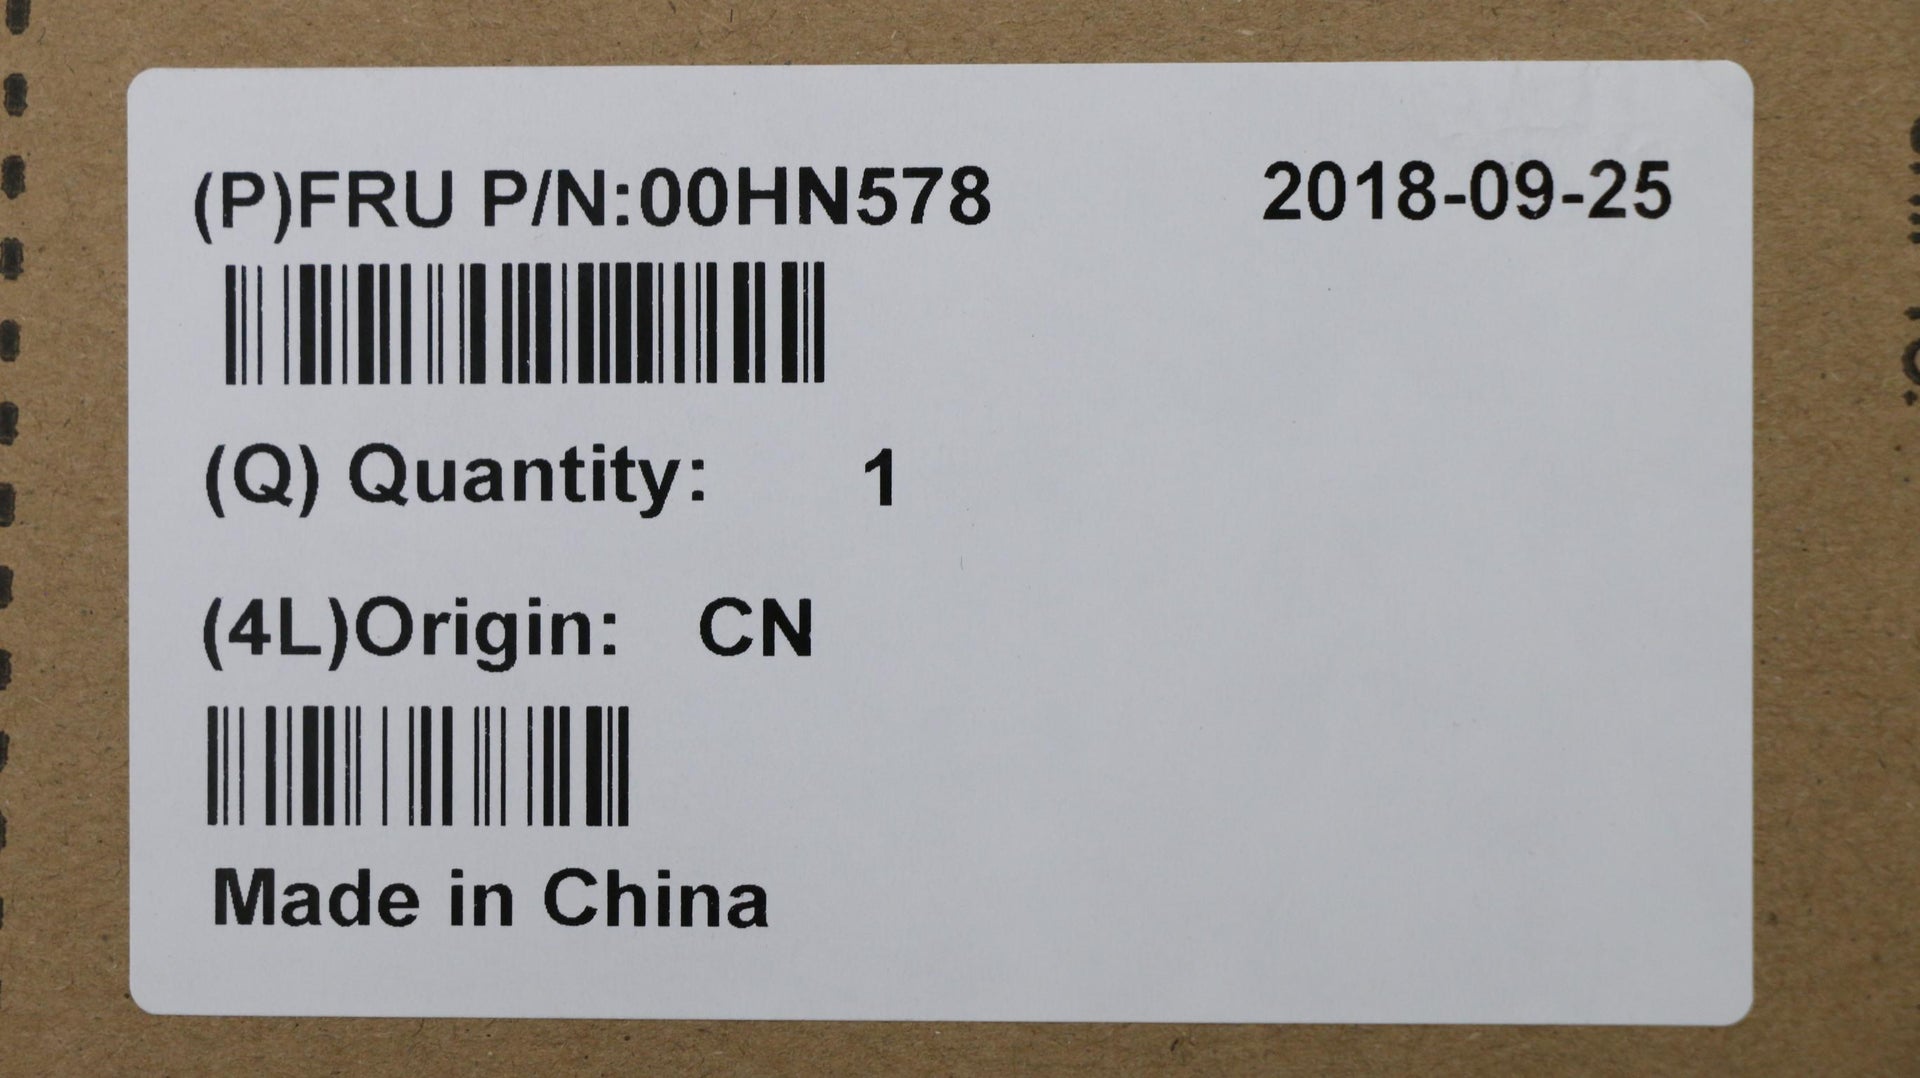 (P)FRU P/N:00HN578 2018-09-25
(Q) Quantity: 1
(4L)Origin: CN
Made in China